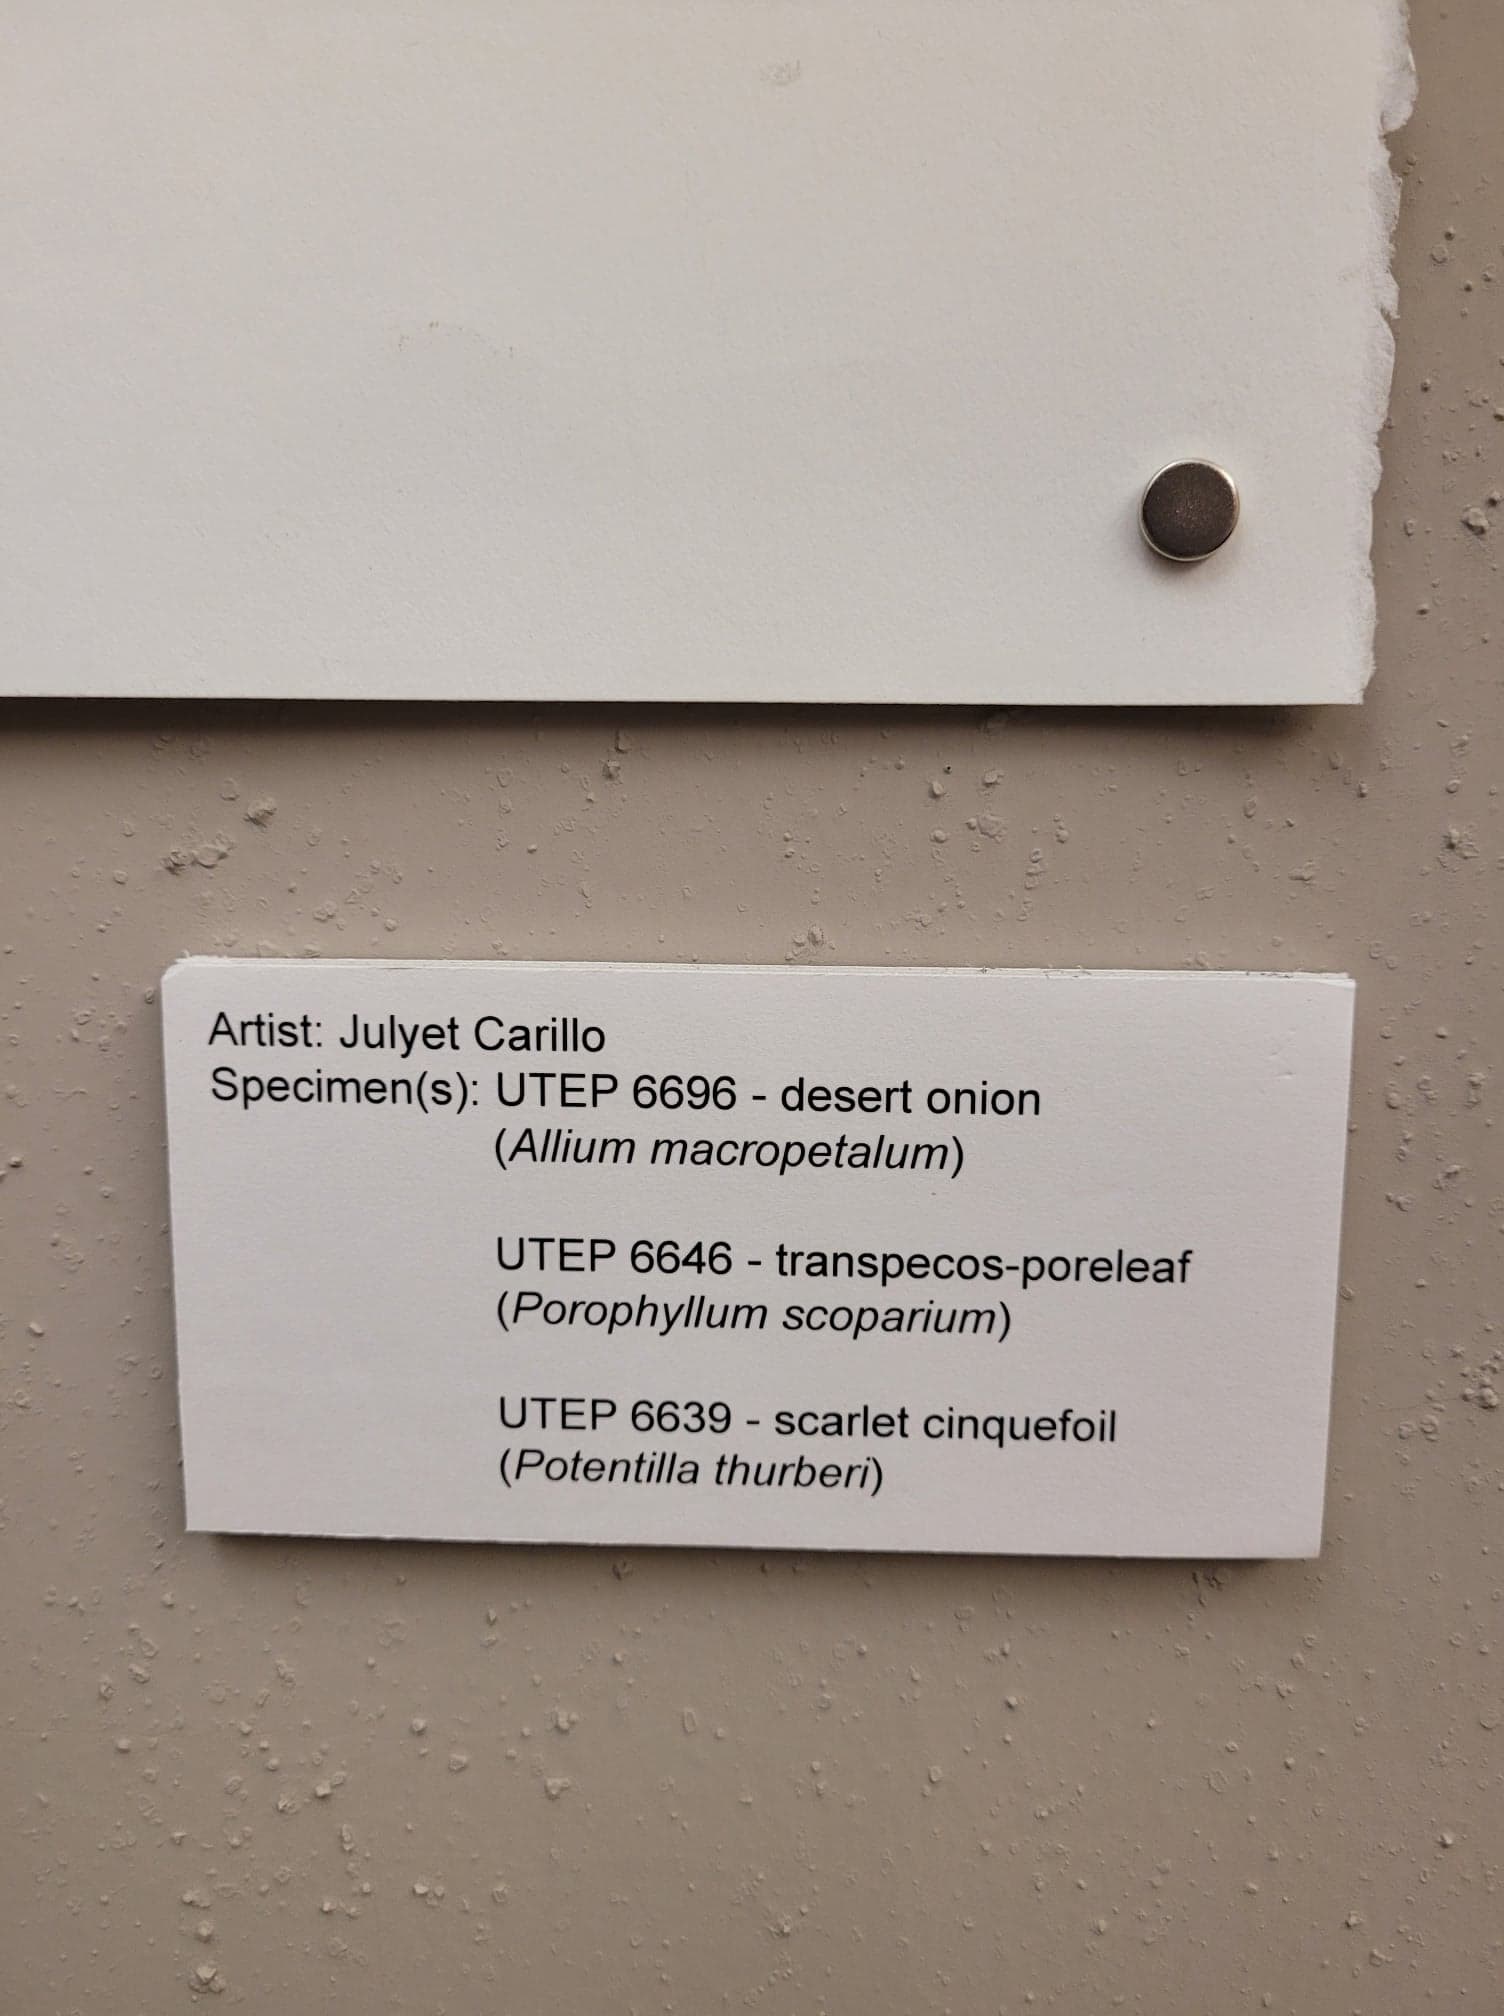 Artist: Julyet Carillo
Specimen(s): UTEP 6696 - desert onion
(Allium macropetalum)
UTEP 6646 - transpecos-poreleaf
(Porophyllum scoparium)
UTEP 6639 - scarlet cinquefoil
(Potentilla thurberi)